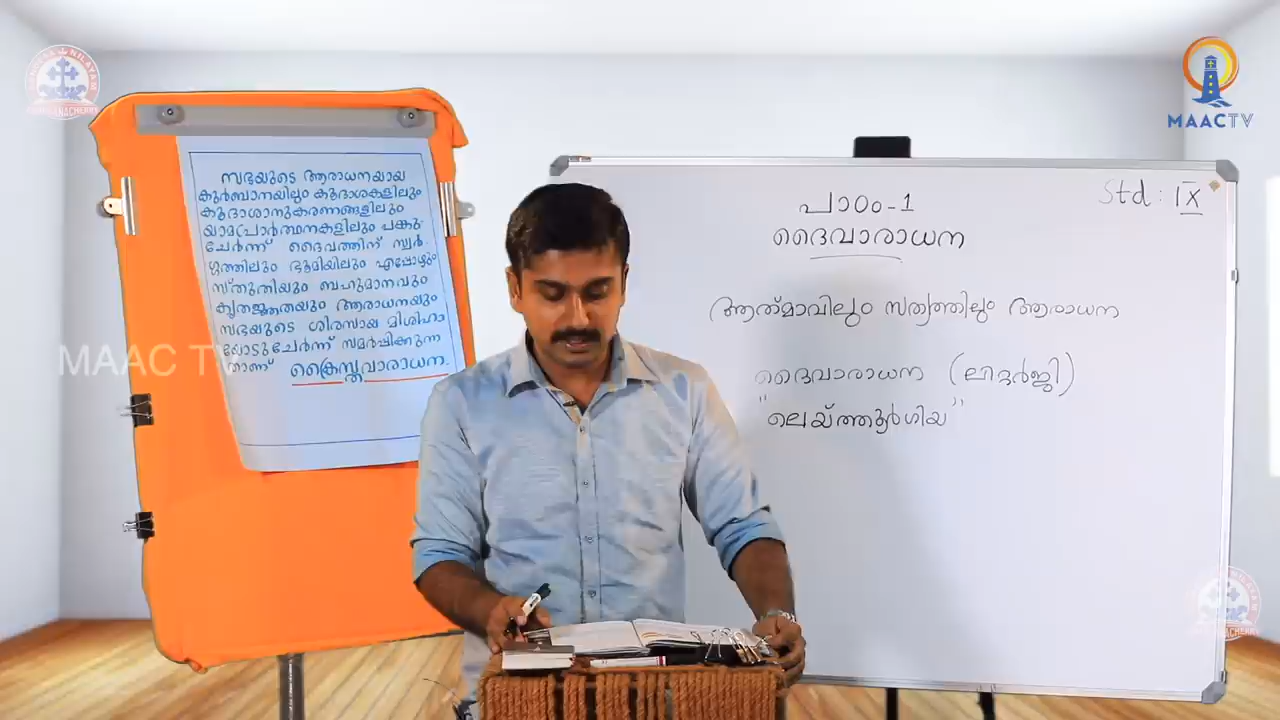 സഭയുടെ ആരാധനയായ
കുർബാനയിലും കൂദാശകളിലും
കൂദാശാനുകരണങ്ങളിലും
യാമപ്രാർത്ഥനകളിലും പങ്കു-
ചേർന്ന് ദൈവത്തിന് സ്വർ-
ഗ്ഗത്തിലും ഭൂമിയിലും എപ്പോഴും
സ്തുതിയും ബഹുമാനവും
കൃതജ്ഞതയും ആരാധനയും
സഭയുടെ ശിരസായ മിശിഹാ
യോടുചേർന്ന് സമർപ്പിക്കുന്ന
താണ് ക്രൈസ്തവാരാധന.
Std : IX
പാഠം-1
ദൈവാരാധന
ആത്മാവിലും സത്യത്തിലും ആരാധന
ദൈവാരാധന (ലിറ്റർജി)
"ലെയ്ത്തൂർഗിയ"
MAACTV
MAAC TV